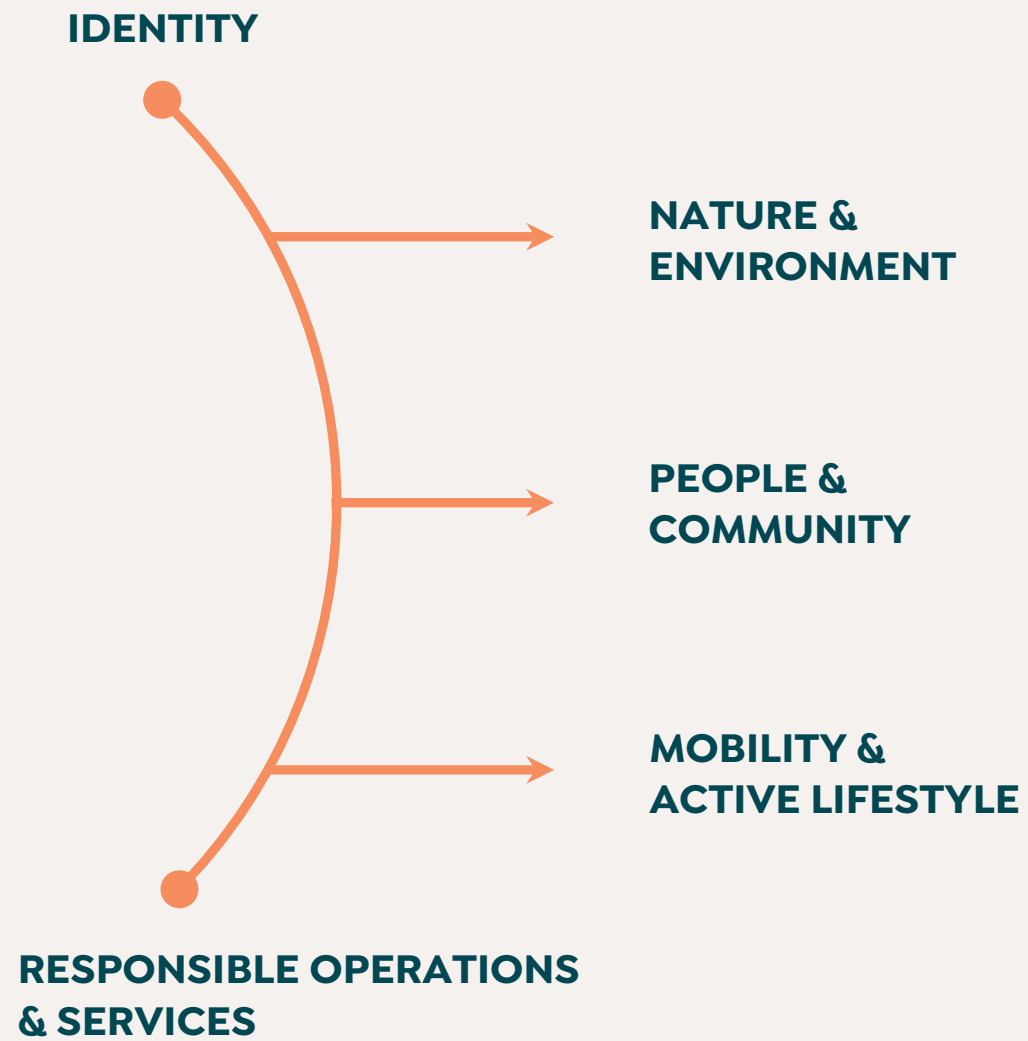 IDENTITY
NATURE &
ENVIRONMENT
PEOPLE &
COMMUNITY
MOBILITY &
ACTIVE LIFESTYLE
RESPONSIBLE OPERATIONS
& SERVICES